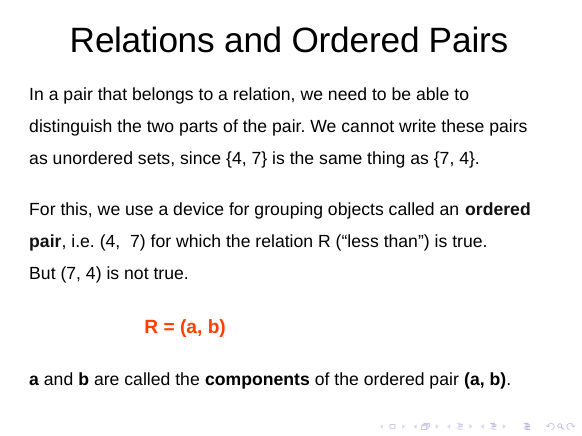 Relations and Ordered Pairs
In a pair that belongs to a relation, we need to be able to
distinguish the two parts of the pair. We cannot write these pairs
as unordered sets, since {4, 7} is the same thing as {7, 4}.
For this, we use a device for grouping objects called an ordered
pair, i.e. (4,  7) for which the relation R (“less than”) is true.
But (7, 4) is not true.
R = (a, b)
a and b are called the components of the ordered pair (a, b).